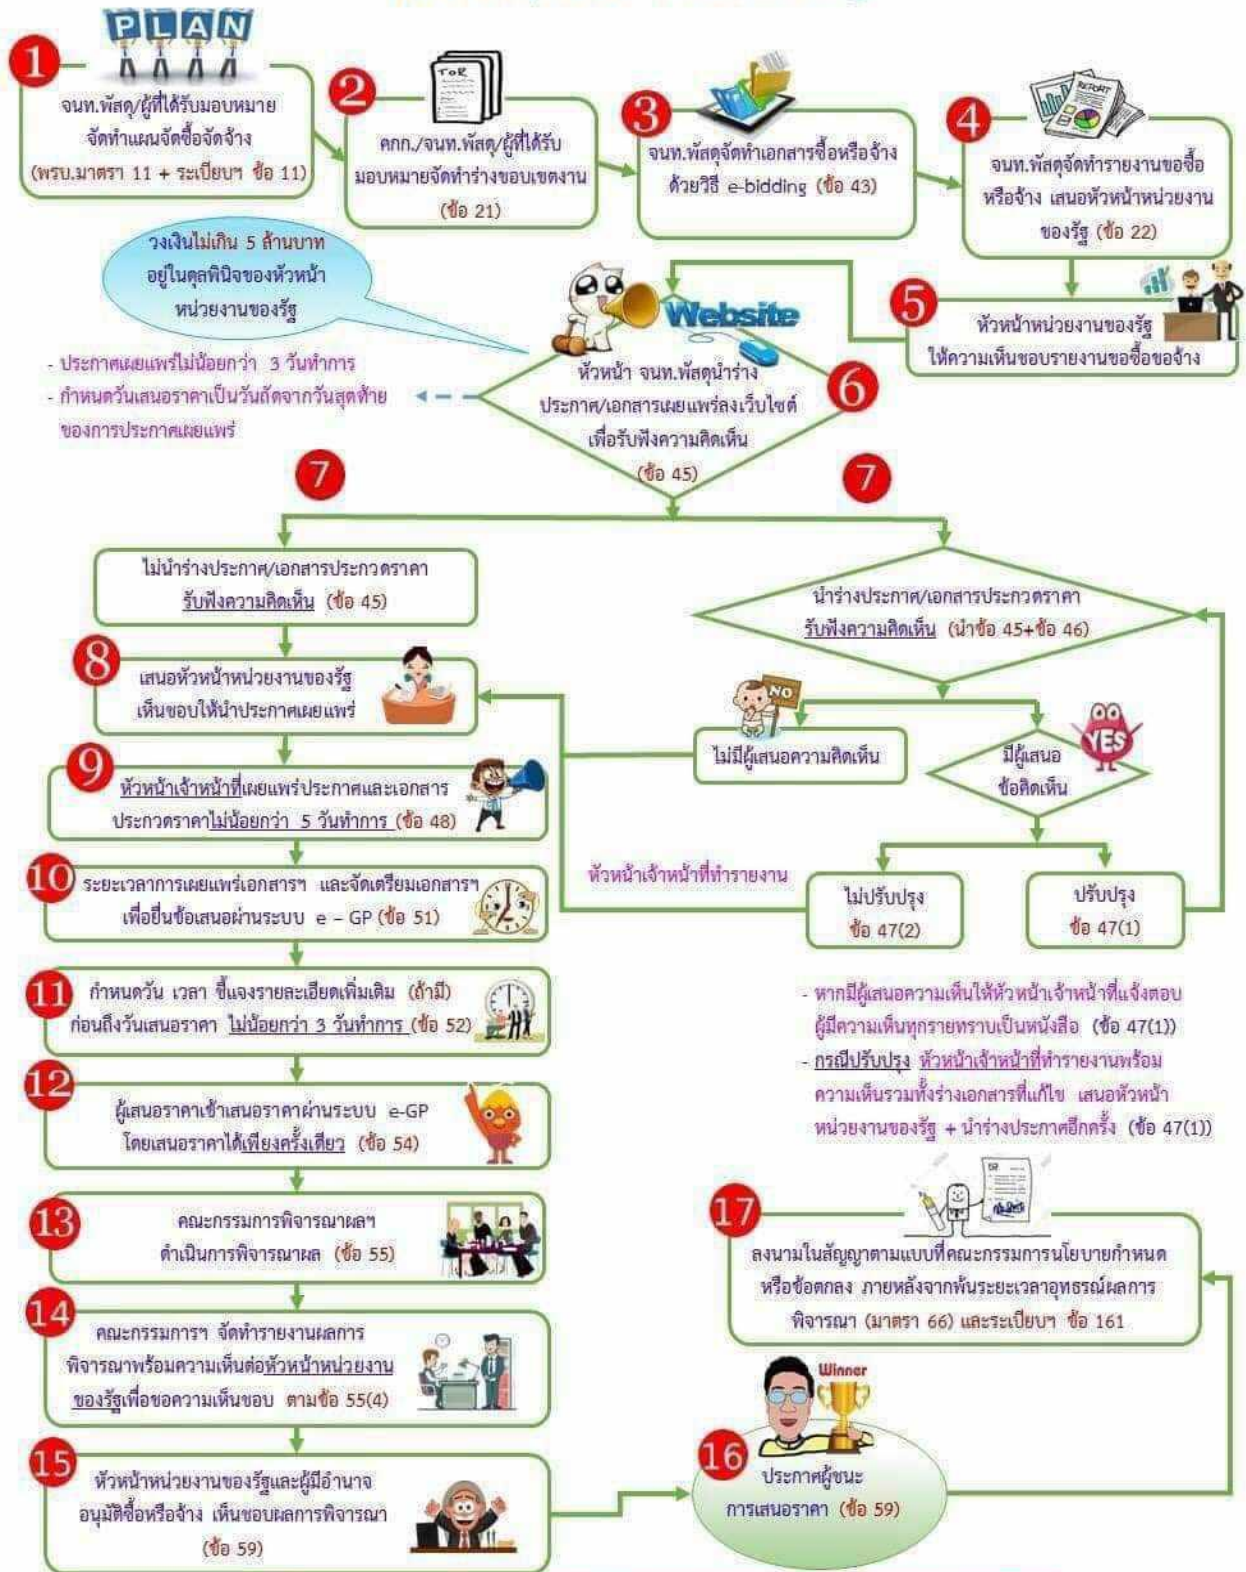 PLAN
1
จนท.พัสดุ/ผู้ที่ได้รับมอบหมาย
จัดทำแผนจัดซื้อจัดจ้าง
(พรบ.มาตรา 11 + ระเบียบฯ ข้อ 11)
2
TOR
คกก./จนท.พัสดุ/ผู้ที่ได้รับ
มอบหมายจัดทำร่างขอบเขตงาน
(ข้อ 21)
3
จนท.พัสดุจัดทำเอกสารซื้อหรือจ้าง
ด้วยวิธี e-bidding (ข้อ 43)
4
REPORT
จนท.พัสดุจัดทำรายงานขอซื้อ
หรือจ้าง เสนอหัวหน้าหน่วยงาน
ของรัฐ (ข้อ 22)
5
หัวหน้าหน่วยงานของรัฐ
ให้ความเห็นชอบรายงานขอซื้อขอจ้าง
วงเงินไม่เกิน 5 ล้านบาท
อยู่ในดุลพินิจของหัวหน้า
หน่วยงานของรัฐ
- ประกาศเผยแพร่ไม่น้อยกว่า 3 วันทำการ
- กำหนดวันเสนอราคาเป็นวันถัดจากวันสุดท้าย
ของการประกาศเผยแพร่
Website
6
หัวหน้า จนท.พัสดุนำร่าง
ประกาศ/เอกสารเผยแพร่ลงเว็บไซต์
เพื่อรับฟังความคิดเห็น
(ข้อ 45)
7
7
ไม่นำร่างประกาศ/เอกสารประกวดราคา
รับฟังความคิดเห็น (ข้อ 45)
นำร่างประกาศ/เอกสารประกวดราคา
รับฟังความคิดเห็น (นำข้อ 45+ข้อ 46)
8
เสนอหัวหน้าหน่วยงานของรัฐ
เห็นชอบให้นำประกาศเผยแพร่
NO
ไม่มีผู้เสนอความคิดเห็น
YES
มีผู้เสนอ
ข้อคิดเห็น
9
หัวหน้าเจ้าหน้าที่เผยแพร่ประกาศและเอกสาร
ประกวดราคาไม่น้อยกว่า 5 วันทำการ (ข้อ 48)
หัวหน้าเจ้าหน้าที่ทำรายงาน
ไม่ปรับปรุง
ข้อ 47(2)
ปรับปรุง
ข้อ 47(1)
10
ระยะเวลาการเผยแพร่เอกสารฯ และจัดเตรียมเอกสารฯ
เพื่อยื่นข้อเสนอผ่านระบบ e – GP (ข้อ 51)
11
กำหนดวัน เวลา ชี้แจงรายละเอียดเพิ่มเติม (ถ้ามี)
ก่อนถึงวันเสนอราคา ไม่น้อยกว่า 3 วันทำการ (ข้อ 52)
- หากมีผู้เสนอความเห็นให้หัวหน้าเจ้าหน้าที่แจ้งตอบ
ผู้มีความเห็นทุกรายทราบเป็นหนังสือ (ข้อ 47(1))
- กรณีปรับปรุง หัวหน้าเจ้าหน้าที่ทำรายงานพร้อม
ความเห็นรวมทั้งร่างเอกสารที่แก้ไข เสนอหัวหน้า
หน่วยงานของรัฐ + นำร่างประกาศอีกครั้ง (ข้อ 47(1))
12
ผู้เสนอราคาเข้าเสนอราคาผ่านระบบ e-GP
โดยเสนอราคาได้เพียงครั้งเดียว (ข้อ 54)
13
คณะกรรมการพิจารณาผลฯ
ดำเนินการพิจารณาผล (ข้อ 55)
14
คณะกรรมการฯ จัดทำรายงานผลการ
พิจารณาพร้อมความเห็นต่อหัวหน้าหน่วยงาน
ของรัฐเพื่อขอความเห็นชอบ ตามข้อ 55(4)
15
หัวหน้าหน่วยงานของรัฐและผู้มีอำนาจ
อนุมัติซื้อหรือจ้าง เห็นชอบผลการพิจารณา
(ข้อ 59)
Winner
16
ประกาศผู้ชนะ
การเสนอราคา (ข้อ 59)
17
ลงนามในสัญญาตามแบบที่คณะกรรมการนโยบายกำหนด
หรือข้อตกลง ภายหลังจากพ้นระยะเวลาอุทธรณ์ผลการ
พิจารณา (มาตรา 66) และระเบียบฯ ข้อ 161